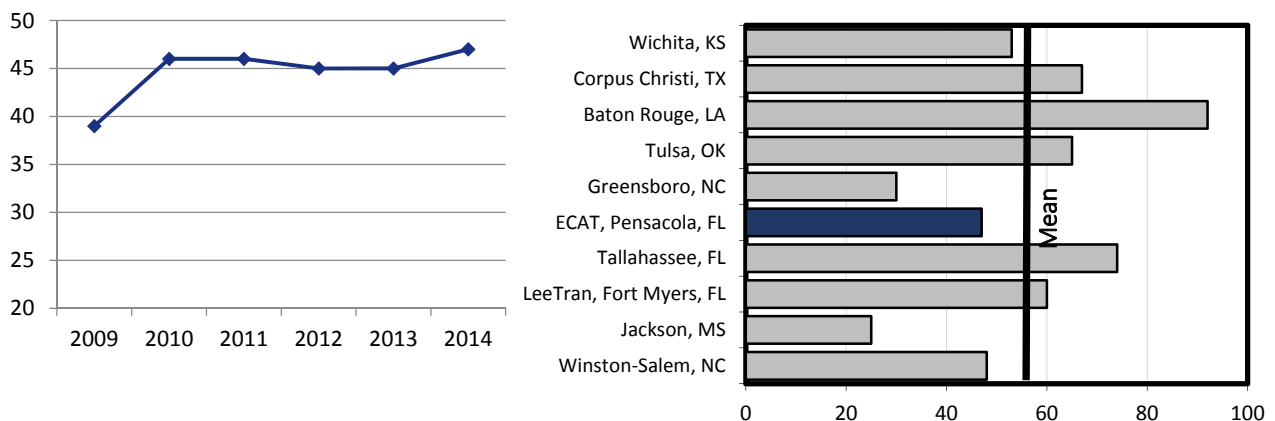 50
45
40
35
30
25
20
2009 2010 2011 2012 2013 2014
Wichita, KS
Corpus Christi, TX
Baton Rouge, LA
Tulsa, OK
Greensboro, NC
ECAT, Pensacola, FL
Tallahassee, FL
LeeTran, Fort Myers, FL
Jackson, MS
Winston-Salem, NC
Mean
0 20 40 60 80 100